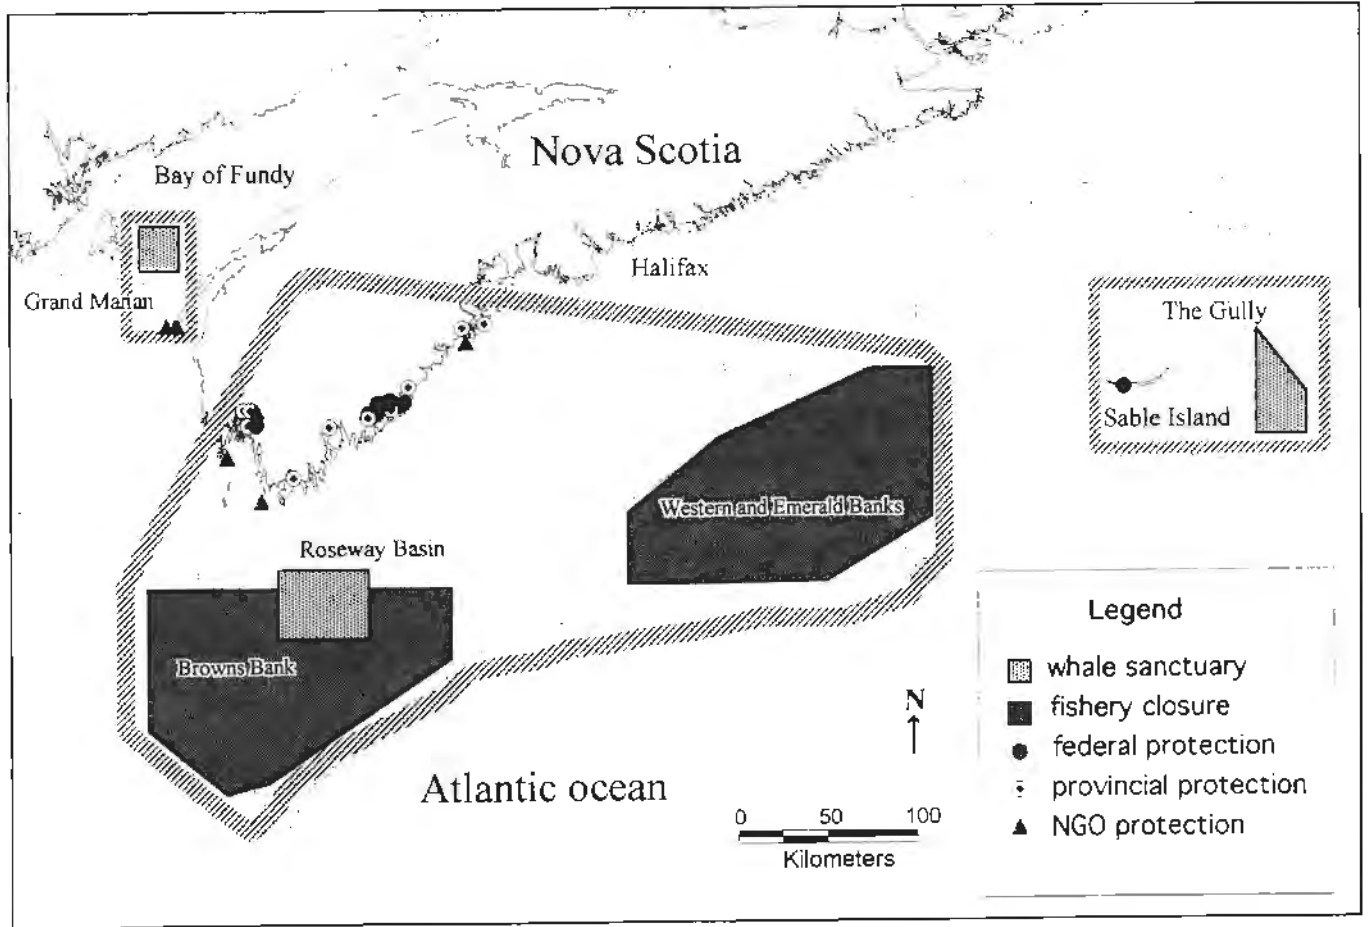 Nova Scotia
Bay of Fundy
Halifax
Grand Manan
The Gully
Sable Island
Western and Emerald Banks
Roseway Basin
Browns Bank
Atlantic ocean
N
0 50 100
Kilometers
Legend
whale sanctuary
fishery closure
federal protection
provincial protection
NGO protection